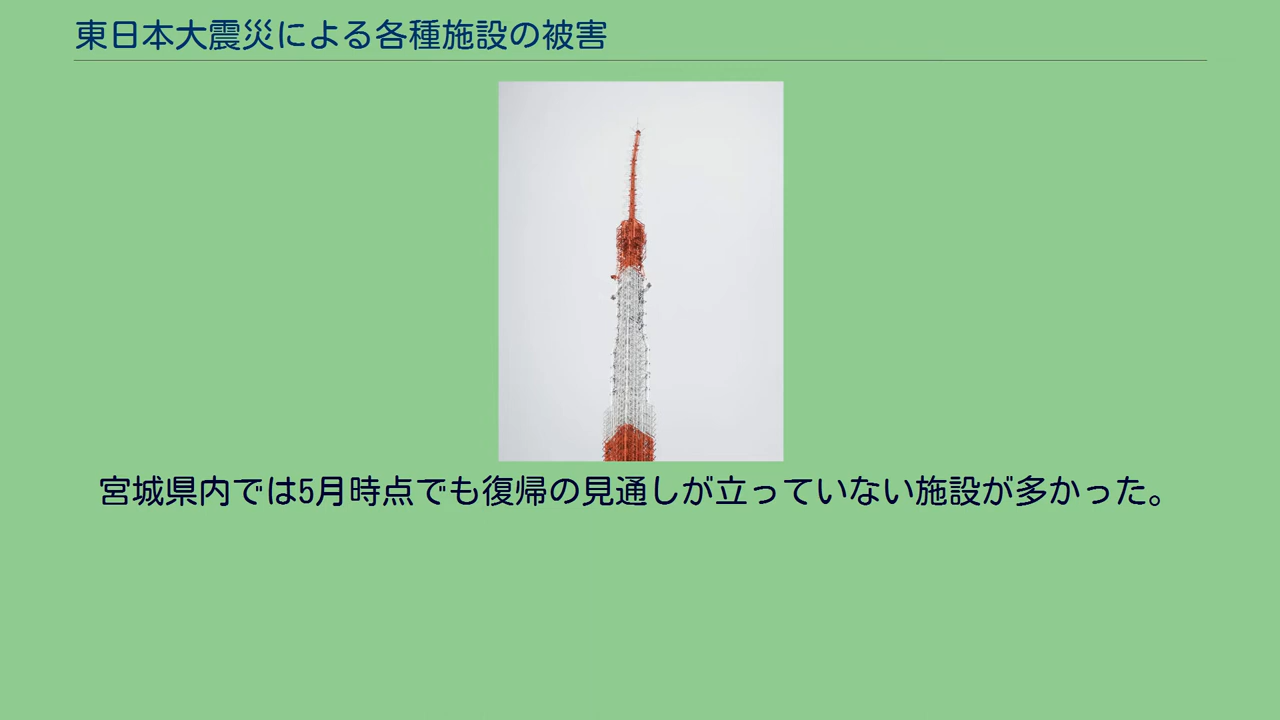 東日本大震災による各種施設の被害
宮城県内では5月時点でも復帰の見通しが立っていない施設が多かった。